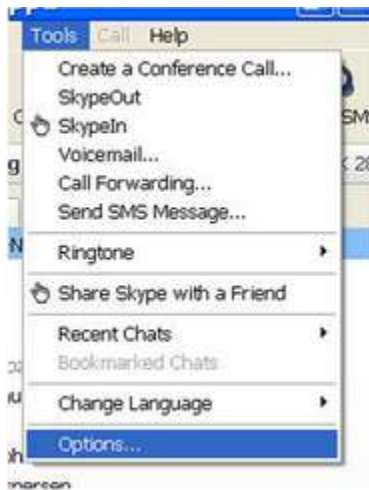 Tools Call Help
Create a Conference Call...
SkypeOut
SkypeIn
Voicemail...
Call Forwarding...
Send SMS Message...
Ringtone
Share Skype with a Friend
Recent Chats
Bookmarked Chats
Change Language
Options...